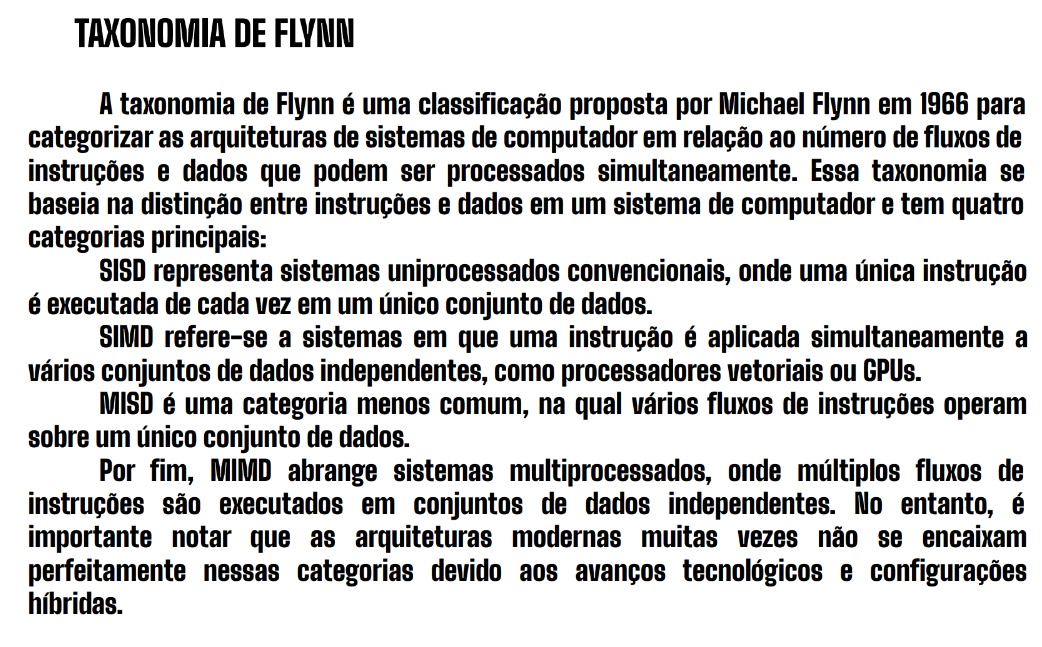 TAXONOMIA DE FLYNN
A taxonomia de Flynn é uma classificação proposta por Michael Flynn em 1966 para
categorizar as arquiteturas de sistemas de computador em relação ao número de fluxos de
instruções e dados que podem ser processados simultaneamente. Essa taxonomia se
baseia na distinção entre instruções e dados em um sistema de computador e tem quatro
categorias principais:
SISD representa sistemas uniprocessados convencionais, onde uma única instrução
é executada de cada vez em um único conjunto de dados.
SIMD refere-se a sistemas em que uma instrução é aplicada simultaneamente a
vários conjuntos de dados independentes, como processadores vetoriais ou GPUs.
MISD é uma categoria menos comum, na qual vários fluxos de instruções operam
sobre um único conjunto de dados.
Por fim, MIMD abrange sistemas multiprocessados, onde múltiplos fluxos de
instruções são executados em conjuntos de dados independentes. No entanto, é
importante notar que as arquiteturas modernas muitas vezes não se encaixam
perfeitamente nessas categorias devido aos avanços tecnológicos e configurações
híbridas.